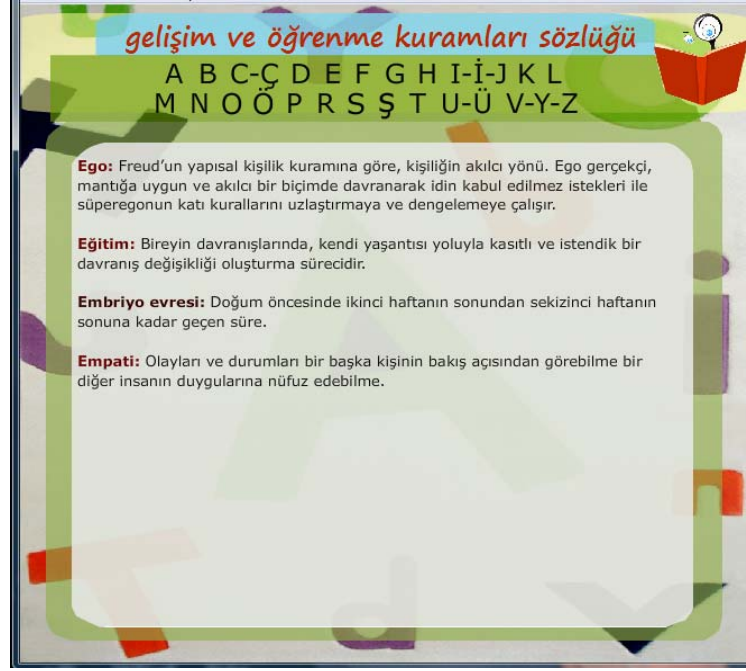 gelişim ve öğrenme kuramları sözlüğü
A B C-Ç D E F G H I-İ-J K L
M N O Ö P R S Ş T U-Ü V-Y-Z
Ego: Freud'un yapısal kişilik kuramına göre, kişiliğin akılcı yönü. Ego gerçekçi,
mantığa uygun ve akılcı bir biçimde davranarak idin kabul edilmez istekleri ile
süperegonun katı kurallarını uzlaştırmaya ve dengelemeye çalışır.
Eğitim: Bireyin davranışlarında, kendi yaşantısı yoluyla kasıtlı ve istendik bir
davranış değişikliği oluşturma sürecidir.
Embriyo evresi: Doğum öncesinde ikinci haftanın sonundan sekizinci haftanın
sonuna kadar geçen süre.
Empati: Olayları ve durumları bir başka kişinin bakış açısından görebilme bir
diğer insanın duygularına nüfuz edebilme.